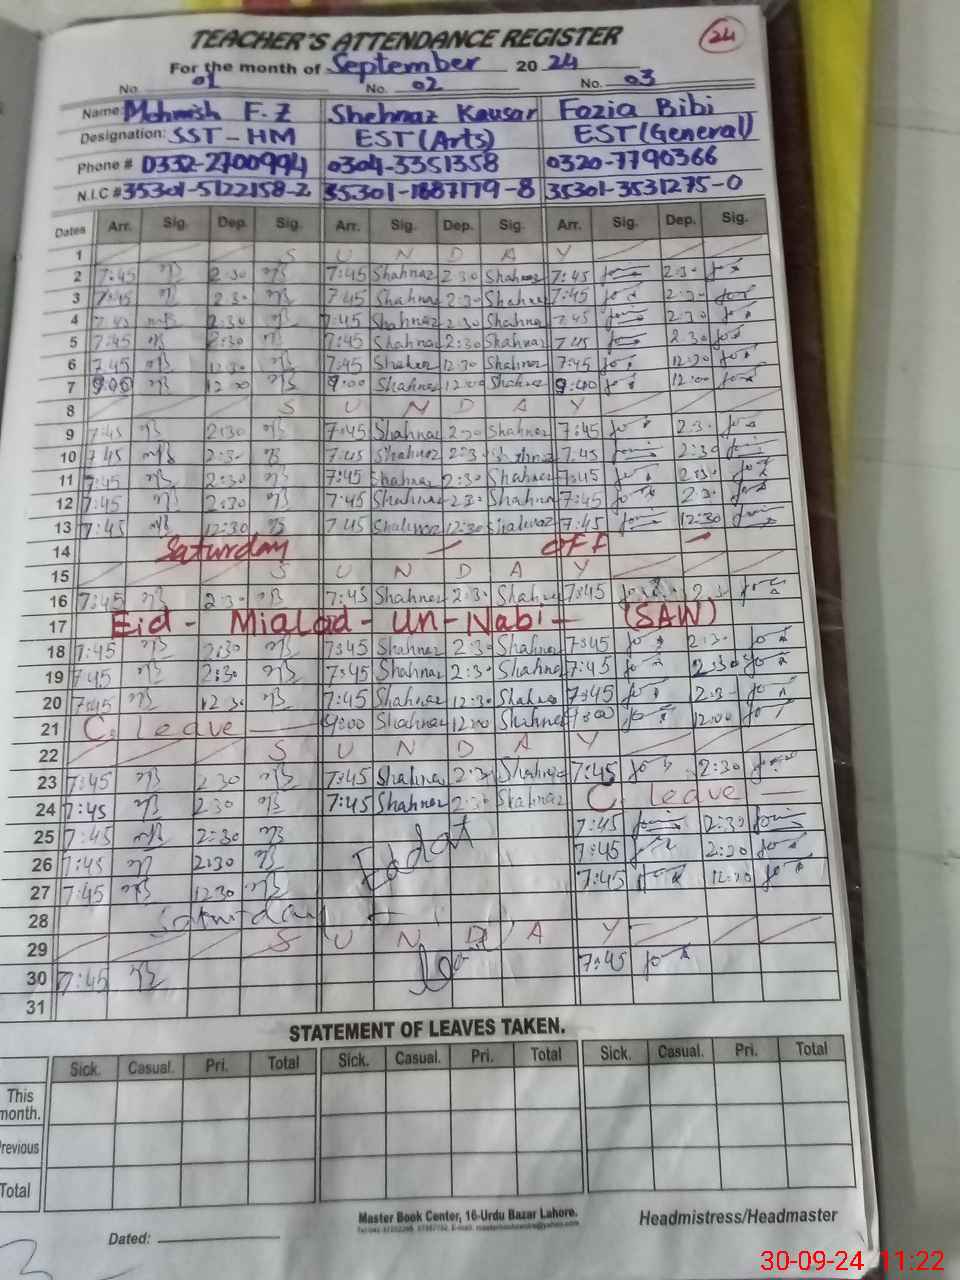 TEACHER'S ATTENDANCE REGISTER
24
For the month of September 2024
No. 01 No. 02 No. 03
Name: Mehmish F.Z Shehnaz Kausar Fozia Bibi
Designation: SST-HM EST(Arts) EST(General)
Phone # 0332-2700994 0304-3351358 0320-7790366
N.I.C # 35301-5122158-2 35301-1887179-8 35301-3531275-0
Dates Arr. Sig. Dep. Sig. Arr. Sig. Dep. Sig. Arr. Sig. Dep. Sig.
1 S U N D A Y
2 7:45 2:30 7:45 Shahnaz 2:30 Shahnaz 7:45 2:30
3 7:45 2:30 7:45 Shahnaz 2:30 Shahnaz 7:45 2:30
4 7:45 2:30 7:45 Shahnaz 2:30 Shahnaz 7:45 2:30
5 7:45 2:30 7:45 Shahnaz 2:30 Shahnaz 7:45 2:30
6 7:45 12:30 7:45 Shahnaz 12:30 Shahnaz 7:45 12:30
7 9:00 12:00 9:00 Shahnaz 12:00 Shahnaz 9:00 12:00
8 S U N D A Y
9 7:45 2:30 7:45 Shahnaz 2:30 Shahnaz 7:45 2:30
10 7:45 2:30 7:45 Shahnaz 2:30 Shahnaz 7:45 2:30
11 7:45 2:30 7:45 Shahnaz 2:30 Shahnaz 7:45 2:30
12 7:45 2:30 7:45 Shahnaz 2:30 Shahnaz 7:45 2:30
13 7:45 12:30 7:45 Shahnaz 12:30 Shahnaz 7:45 12:30
14 Saturday - OFF -
15 S U N D A Y
16 7:45 2:30 7:45 Shahnaz 2:30 Shahnaz 7:45 2:30
17 Eid - Mialad - un - Nabi - (SAW)
18 7:45 2:30 7:45 Shahnaz 2:30 Shahnaz 7:45 2:30
19 7:45 2:30 7:45 Shahnaz 2:30 Shahnaz 7:45 2:30
20 7:45 12:30 7:45 Shahnaz 12:30 Shahnaz 7:45 2:3
21 C. leave 9:00 Shahnaz 12:00 Shahnaz 9:00 12:00
22 S U N D A Y
23 7:45 2:30 7:45 Shahnaz 2:3 Shahnaz 7:45 2:30
24 7:45 2:30 7:45 Shahnaz 2:30 Shahnaz C. leave -
25 7:45 2:30 Eddat 7:45 2:30
26 7:45 2:30 7:45 2:30
27 7:45 12:30 7:45 12:30
28 Saturday
29 S U N D A Y
30 7:45 7:45
31
STATEMENT OF LEAVES TAKEN.
Sick. Casual. Pri. Total Sick. Casual. Pri. Total Sick. Casual. Pri. Total
This month.
Previous
Total
Master Book Center, 16-Urdu Bazar Lahore.
Dated: Headmistress/Headmaster
30-09-24 11:22